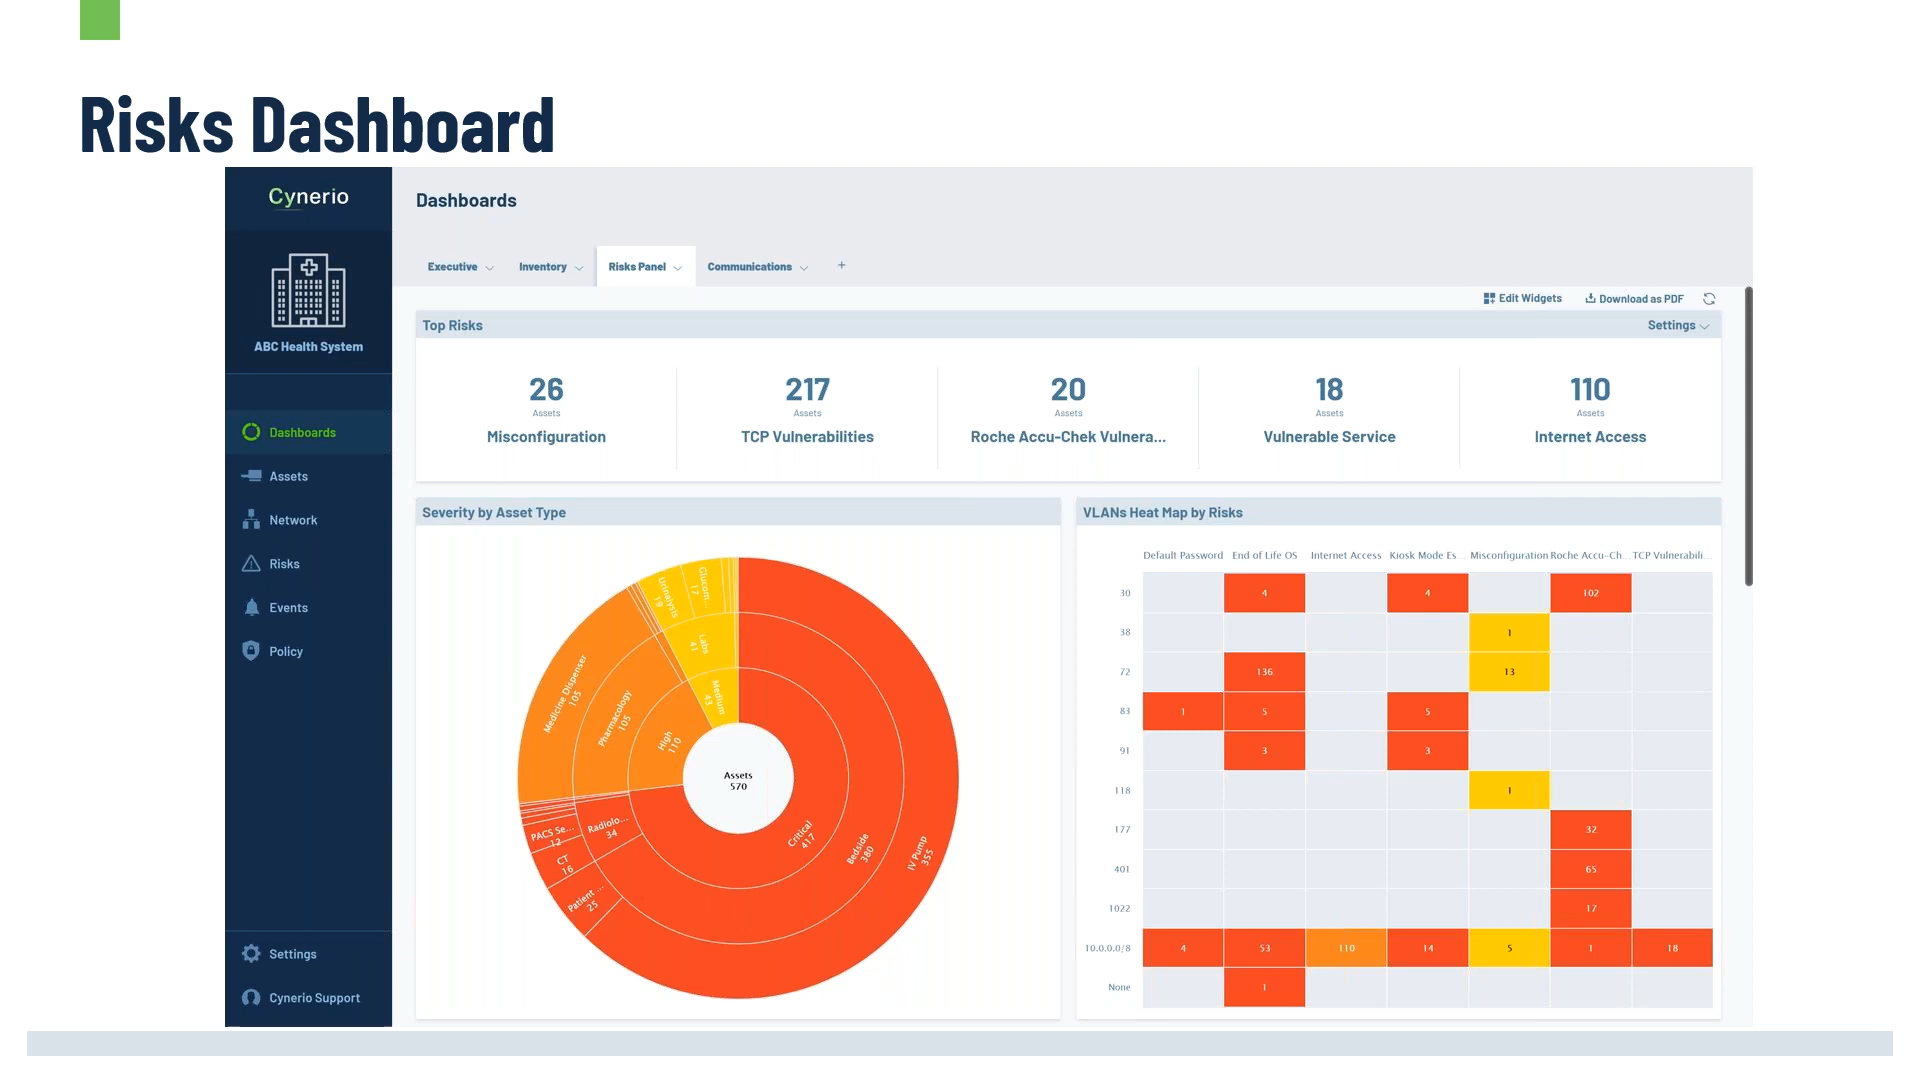 Risks Dashboard
Cynerio
ABC Health System
Dashboards
Assets
Network
Risks
Events
Policy
Settings
Cynerio Support
Dashboards
Executive
Inventory
Risks Panel
Communications
+
Edit Widgets
Download as PDF
Top Risks
Settings
26
Assets
Misconfiguration
217
Assets
TCP Vulnerabilities
20
Assets
Roche Accu-Chek Vulnera...
18
Assets
Vulnerable Service
110
Assets
Internet Access
Severity by Asset Type
Assets
570
Critical
417
Bedside
380
IV Pump
355
Patient ...
25
CT
16
PACS Se...
12
Radiolo...
34
High
110
Pharmacology
105
Medicine Dispenser
105
Medium
43
Labs
41
Urinalysis
19
Glucom...
17
VLANs Heat Map by Risks
Default Password End of Life OS Internet Access Kiosk Mode Es... Misconfiguration Roche Accu-Ch... TCP Vulnerabili...
30 4 4 102
38 1
72 136 13
83 1 5 5
91 3 3
118 1
177 32
401 65
1022 17
10.0.0.0/8 4 53 110 14 5 1 18
None 1